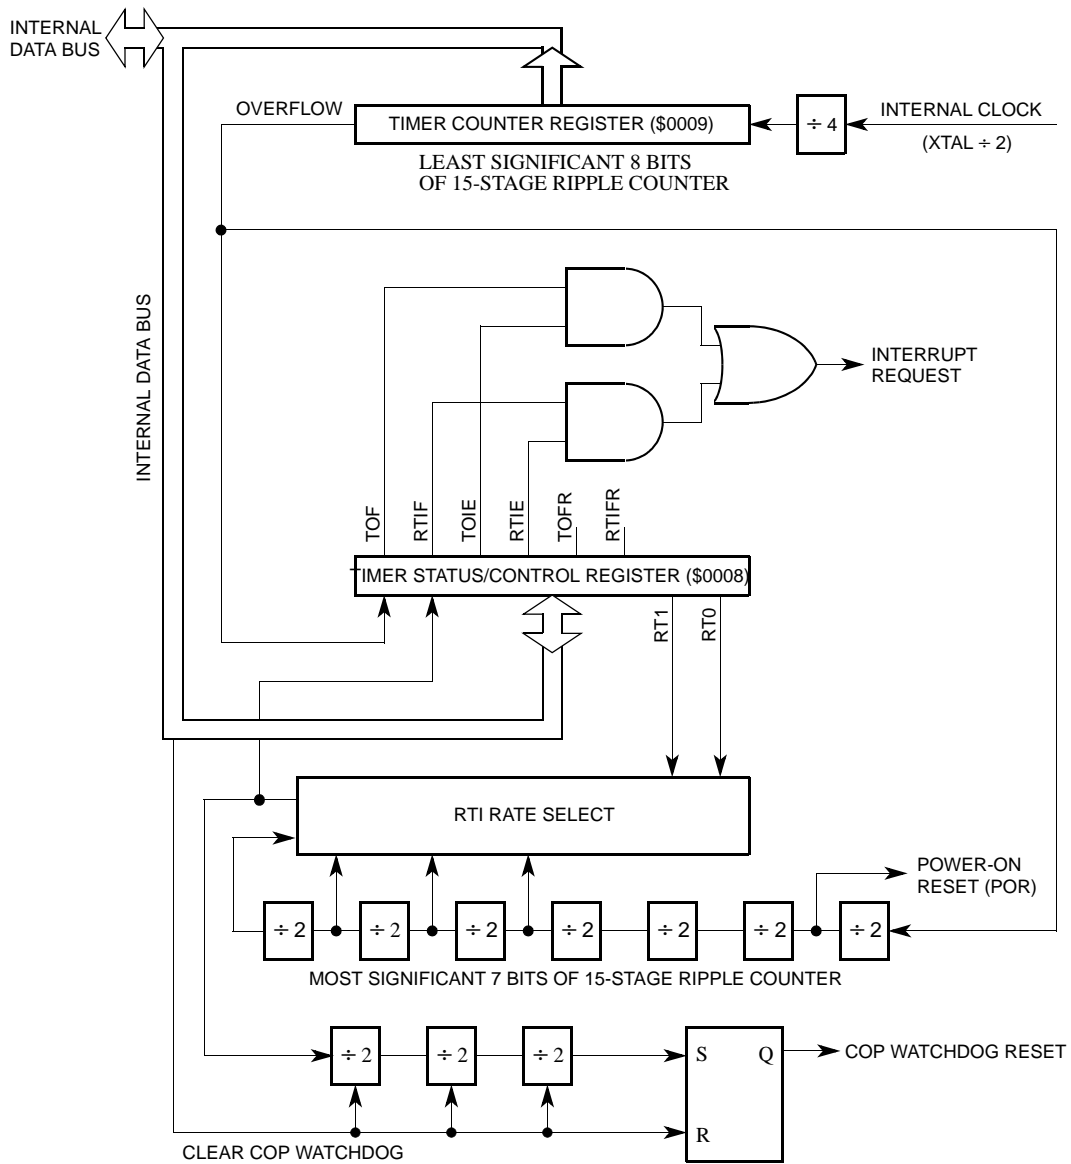 INTERNAL
DATA BUS
OVERFLOW
TIMER COUNTER REGISTER ($0009)
÷ 4
INTERNAL CLOCK
(XTAL ÷ 2)
LEAST SIGNIFICANT 8 BITS
OF 15-STAGE RIPPLE COUNTER
INTERNAL DATA BUS
INTERRUPT
REQUEST
TOF
RTIF
TOIE
RTIE
TOFR
RTIFR
TIMER STATUS/CONTROL REGISTER ($0008)
RT1
RT0
RTI RATE SELECT
POWER-ON
RESET (POR)
÷ 2
÷ 2
÷ 2
÷ 2
÷ 2
÷ 2
÷ 2
MOST SIGNIFICANT 7 BITS OF 15-STAGE RIPPLE COUNTER
÷ 2
÷ 2
÷ 2
S
Q
COP WATCHDOG RESET
R
CLEAR COP WATCHDOG